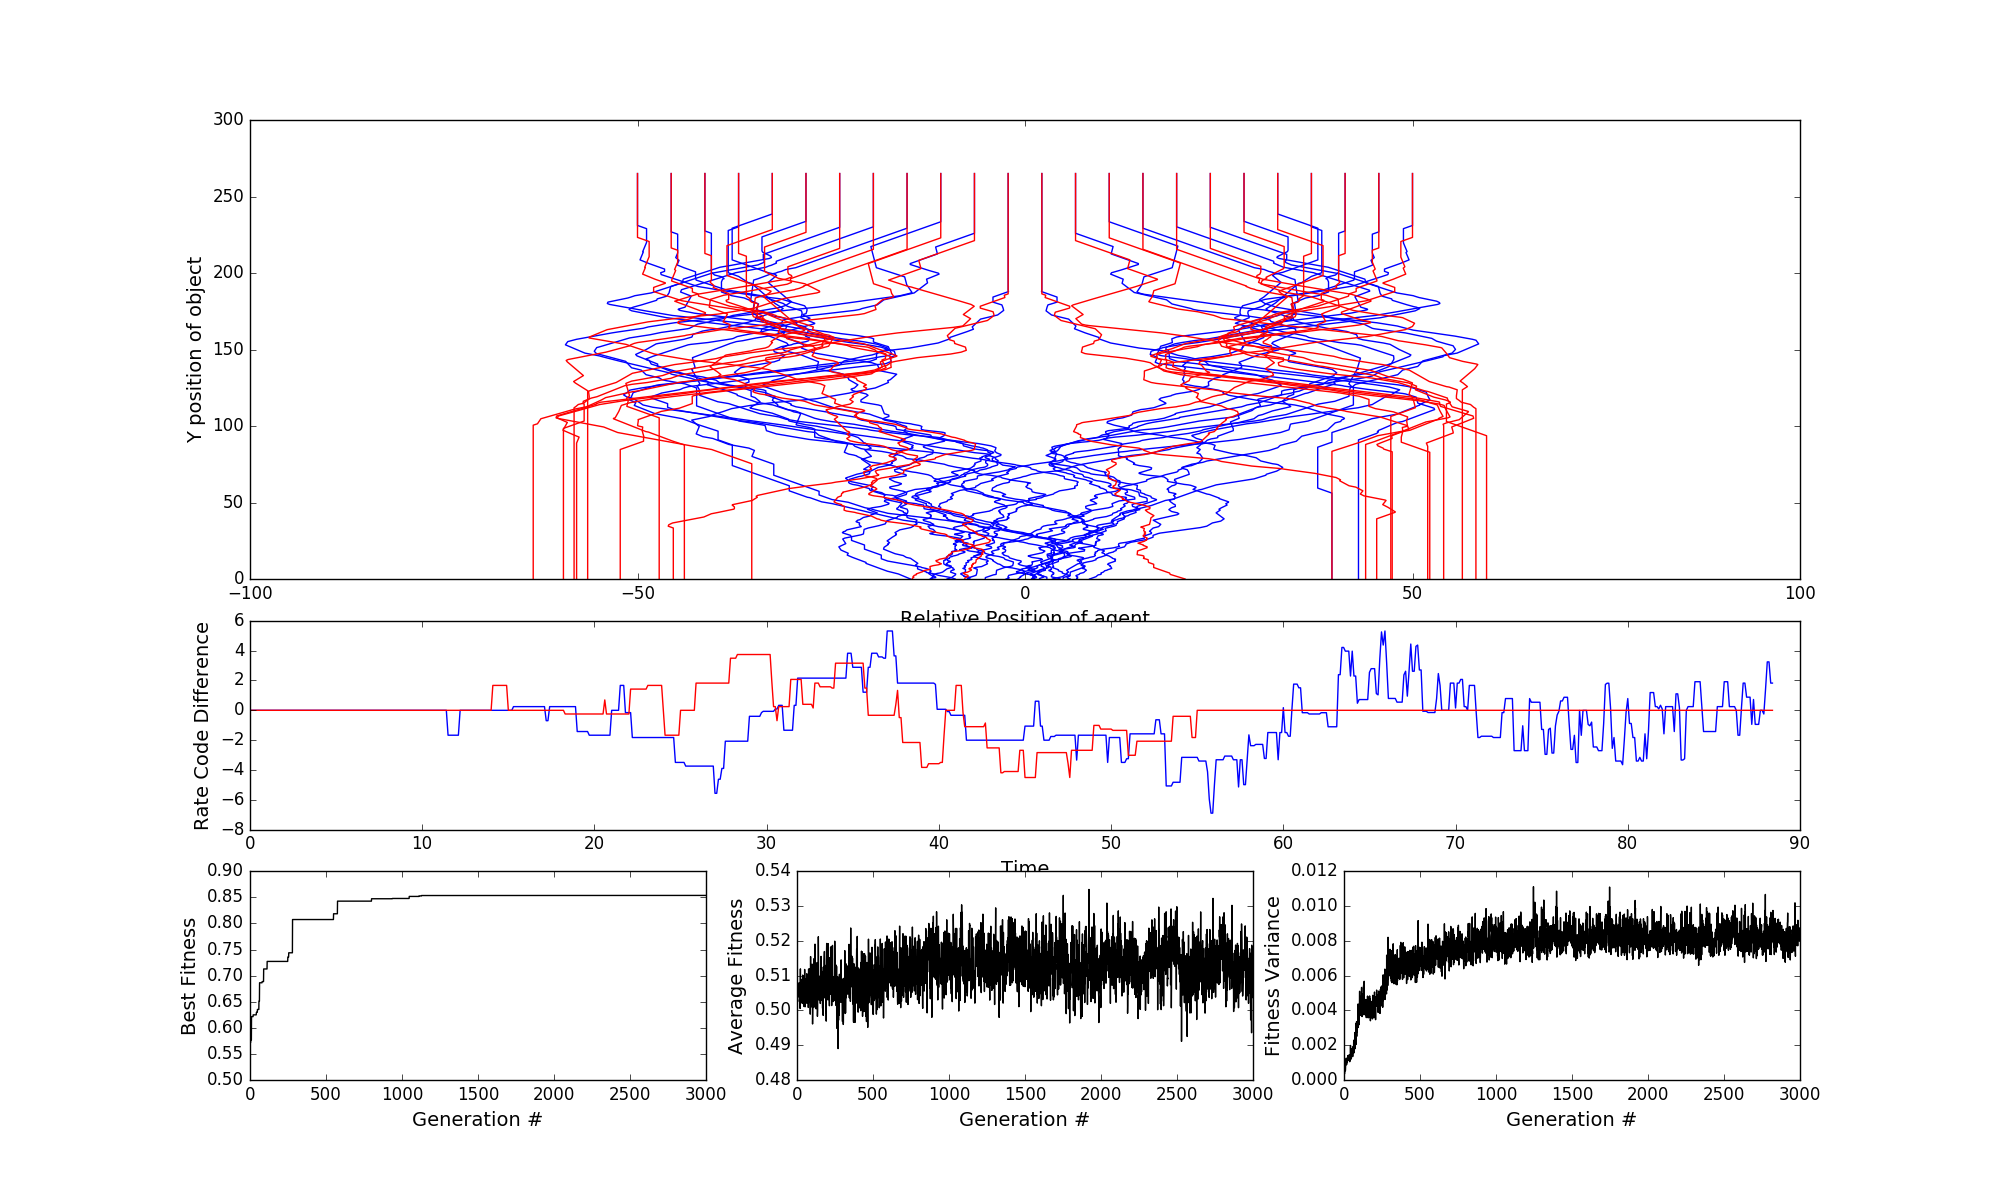 300
250
200
150
100
50
0
Y position of object
−100 −50 0 50 100
Relative Position of agent
6
4
2
0
−2
−4
−6
−8
Rate Code Difference
0 10 20 30 40 50 60 70 80 90
Time
0.90
0.85
0.80
0.75
0.70
0.65
0.60
0.55
0.50
Best Fitness
0 500 1000 1500 2000 2500 3000
Generation #
0.54
0.53
0.52
0.51
0.50
0.49
0.48
Average Fitness
0 500 1000 1500 2000 2500 3000
Generation #
0.012
0.010
0.008
0.006
0.004
0.002
0.000
Fitness Variance
0 500 1000 1500 2000 2500 3000
Generation #